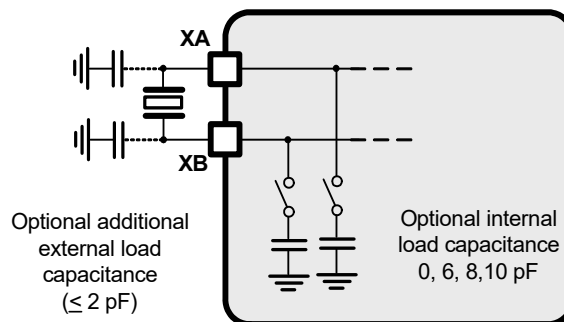 XA
XB
Optional additional
external load
capacitance
(≤ 2 pF)
Optional internal
load capacitance
0, 6, 8,10 pF